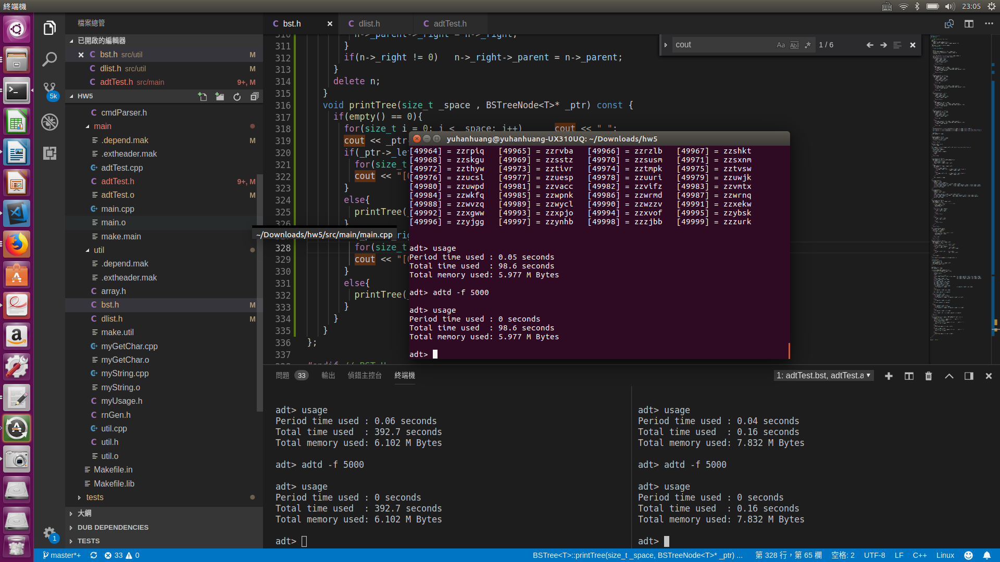 終端機
23:05
檔案總管
已開啟的編輯器
bst.h src/util M
dlist.h src/util M
adtTest.h src/main 9+, M
5k
HW5
cmdParser.h
main
.depend.mak M
.extheader.mak
adtTest.cpp
adtTest.h 9+, M
adtTest.o M
main.cpp
main.o
make.main
util
.depend.mak
.extheader.mak
array.h
bst.h M
dlist.h M
make.util
myGetChar.cpp
myGetChar.o
myString.cpp
myString.o
myUsage.h
rnGen.h
util.cpp
util.h
util.o
Makefile.in
Makefile.lib
tests
大綱
DUB DEPENDENCIES
TESTS
1
bst.h
dlist.h
adtTest.h
cout Aa Abl .* 1 / 6
310 n->_parent->_right = n->_right;
311 }
312 if(n->_right != 0) n->_right->_parent = n->_parent;
313 }
314 delete n;
315 }
316 void printTree(size_t _space , BSTreeNode<T>* _ptr) const {
317 if(empty() == 0){
318 for(size_t i = 0; i < _space; i++) cout << " ";
319 cout << _ptr
320 if(_ptr->_le
321 for(size_t
322 cout << "[
323 }
324 else{
325 printTree(
326 }
328 for(size_t
329 cout << "[
330 }
331 else{
332 printTree(
333 }
334 }
335 }
336 };
337
338 #endif // BST_H
~/Downloads/hw5/src/main/main.cpp
yuhanhuang@yuhanhuang-UX310UQ: ~/Downloads/hw5
[49964] = zzrpiq [49965] = zzrvba [49966] = zzrzlb [49967] = zzshkt
[49968] = zzskgu [49969] = zzsstz [49970] = zzsusm [49971] = zzsxnm
[49972] = zzthyw [49973] = zztivr [49974] = zztmpk [49975] = zztvsw
[49976] = zzucsl [49977] = zzuesp [49978] = zzuuri [49979] = zzuwjk
[49980] = zzuwpd [49981] = zzvacc [49982] = zzvifz [49983] = zzvmtx
[49984] = zzwkfq [49985] = zzwpnk [49986] = zzwrmd [49987] = zzwrnq
[49988] = zzwvzq [49989] = zzwycl [49990] = zzwzzv [49991] = zzxekw
[49992] = zzxgww [49993] = zzxpjo [49994] = zzxvof [49995] = zzybsk
[49996] = zzyjgg [49997] = zzynhb [49998] = zzzjbb [49999] = zzzurk
adt> usage
Period time used : 0.05 seconds
Total time used : 98.6 seconds
Total memory used: 5.977 M Bytes
adt> adtd -f 5000
adt> usage
Period time used : 0 seconds
Total time used : 98.6 seconds
Total memory used: 5.977 M Bytes
adt>
問題 33 輸出 偵錯主控台 終端機
1: adtTest.bst, adtTest.a
adt> usage
Period time used : 0.06 seconds
Total time used : 392.7 seconds
Total memory used: 6.102 M Bytes
adt> adtd -f 5000
adt> usage
Period time used : 0 seconds
Total time used : 392.7 seconds
Total memory used: 6.102 M Bytes
adt>
adt> usage
Period time used : 0.04 seconds
Total time used : 0.16 seconds
Total memory used: 7.832 M Bytes
adt> adtd -f 5000
adt> usage
Period time used : 0 seconds
Total time used : 0.16 seconds
Total memory used: 7.832 M Bytes
adt>
master*+ 33 0
BSTree<T>::printTree(size_t _space, BSTreeNode<T>* _ptr) ... 第 328 行，第 65 欄 空格: 2 UTF-8 LF C++ Linux